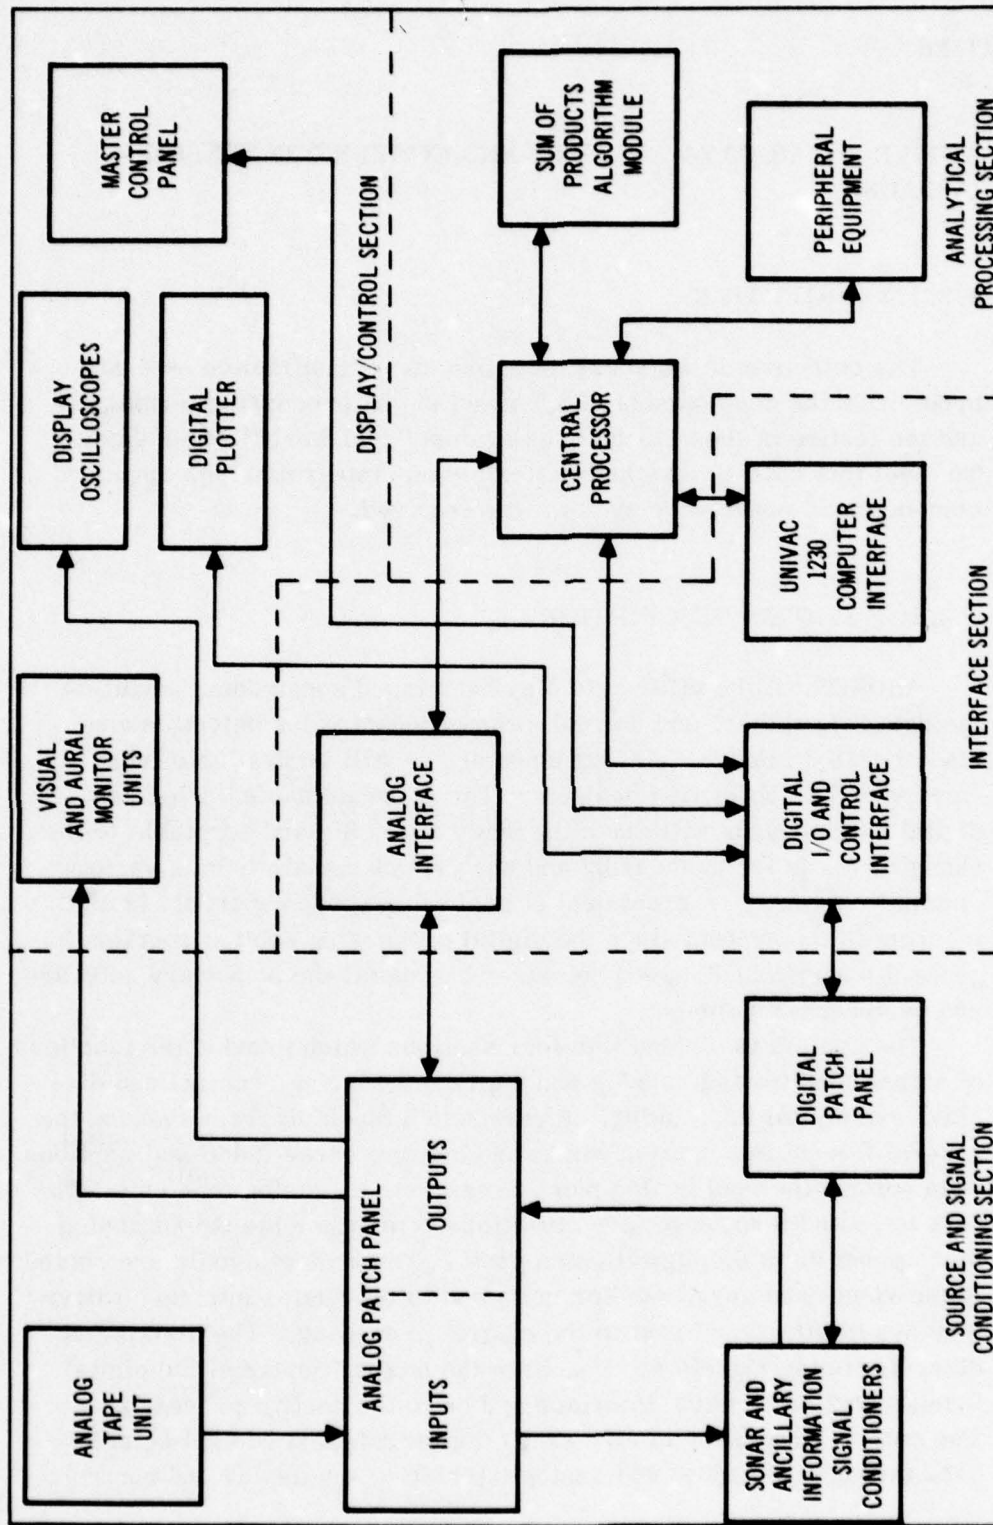 ANALOG
TAPE
UNIT
ANALOG PATCH PANEL
INPUTS
OUTPUTS
SONAR AND
ANCILLARY
INFORMATION
SIGNAL
CONDITIONERS
DIGITAL
PATCH
PANEL
SOURCE AND SIGNAL
CONDITIONING SECTION
VISUAL
AND AURAL
MONITOR
UNITS
DISPLAY
OSCILLOSCOPES
DIGITAL
PLOTTER
MASTER
CONTROL
PANEL
DISPLAY/CONTROL SECTION
ANALOG
INTERFACE
DIGITAL
I/O AND
CONTROL
INTERFACE
UNIVAC
1230
COMPUTER
INTERFACE
INTERFACE SECTION
CENTRAL
PROCESSOR
SUM OF
PRODUCTS
ALGORITHM
MODULE
PERIPHERAL
EQUIPMENT
ANALYTICAL
PROCESSING SECTION